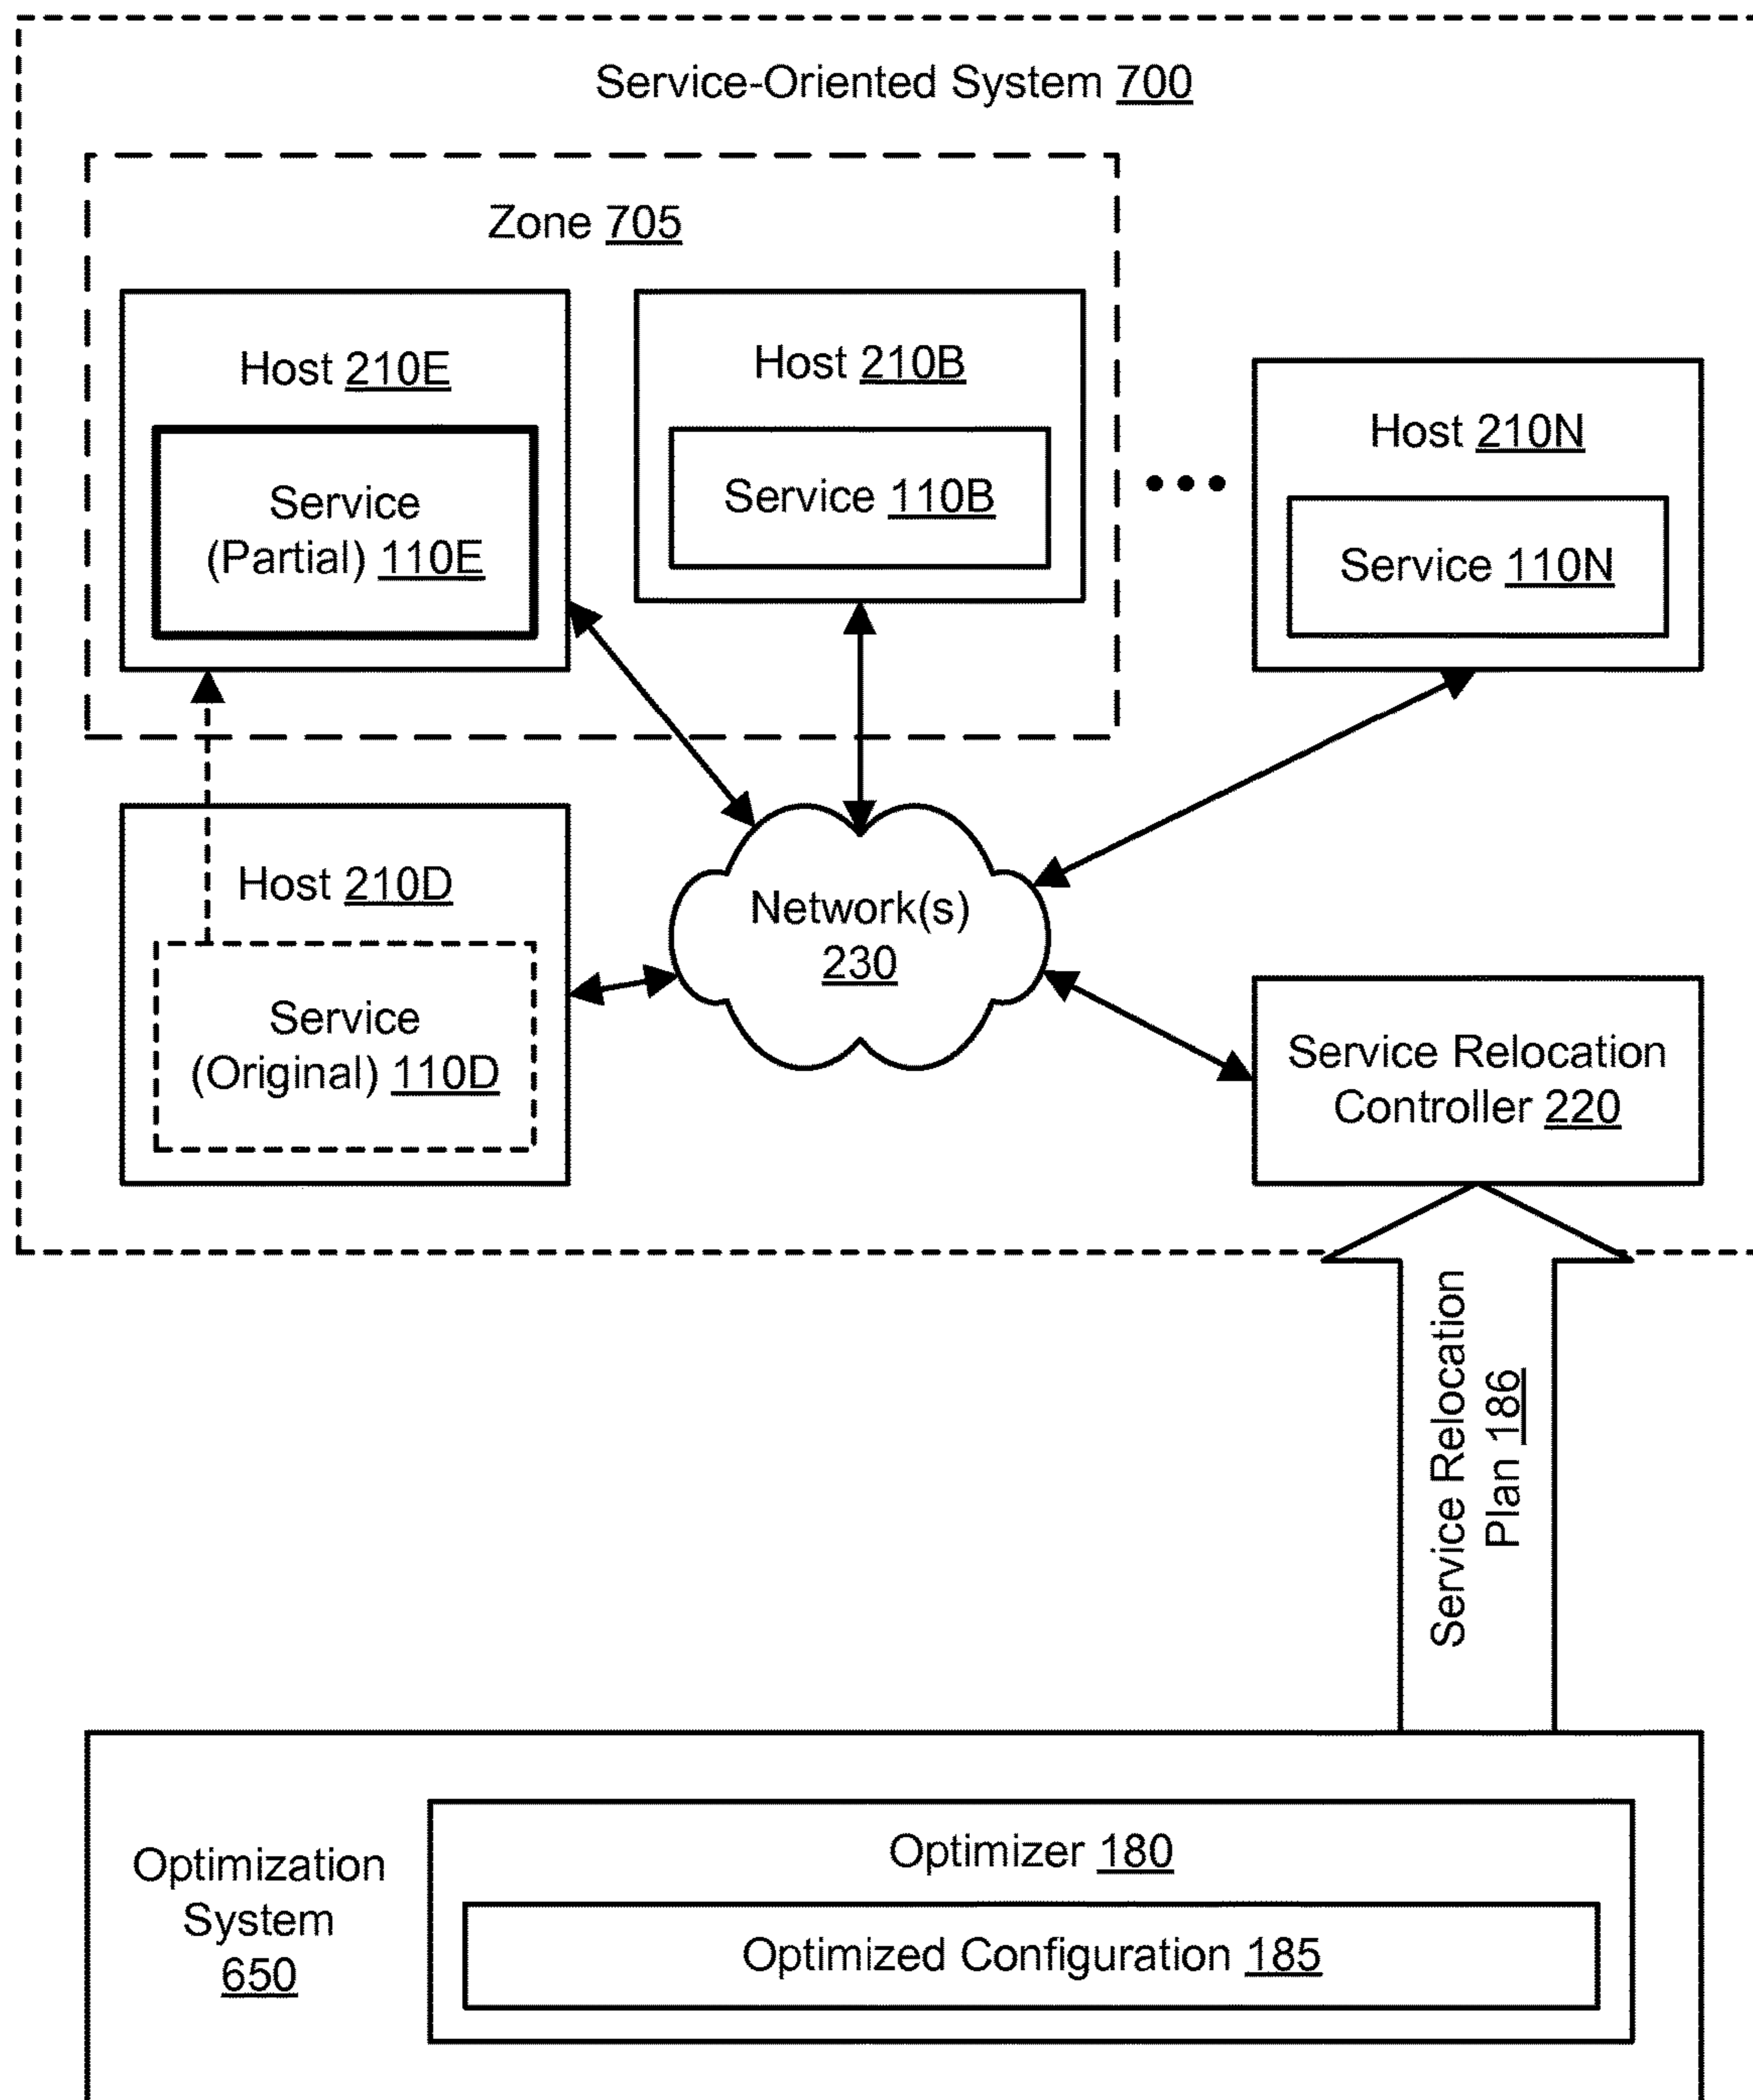 Service-Oriented System 700
Zone 705
Host 210E
Service
(Partial) 110E
Host 210B
Service 110B
Host 210N
Service 110N
Host 210D
Service
(Original) 110D
Network(s)
230
Service Relocation
Controller 220
Service Relocation
Plan 186
Optimization
System
650
Optimizer 180
Optimized Configuration 185